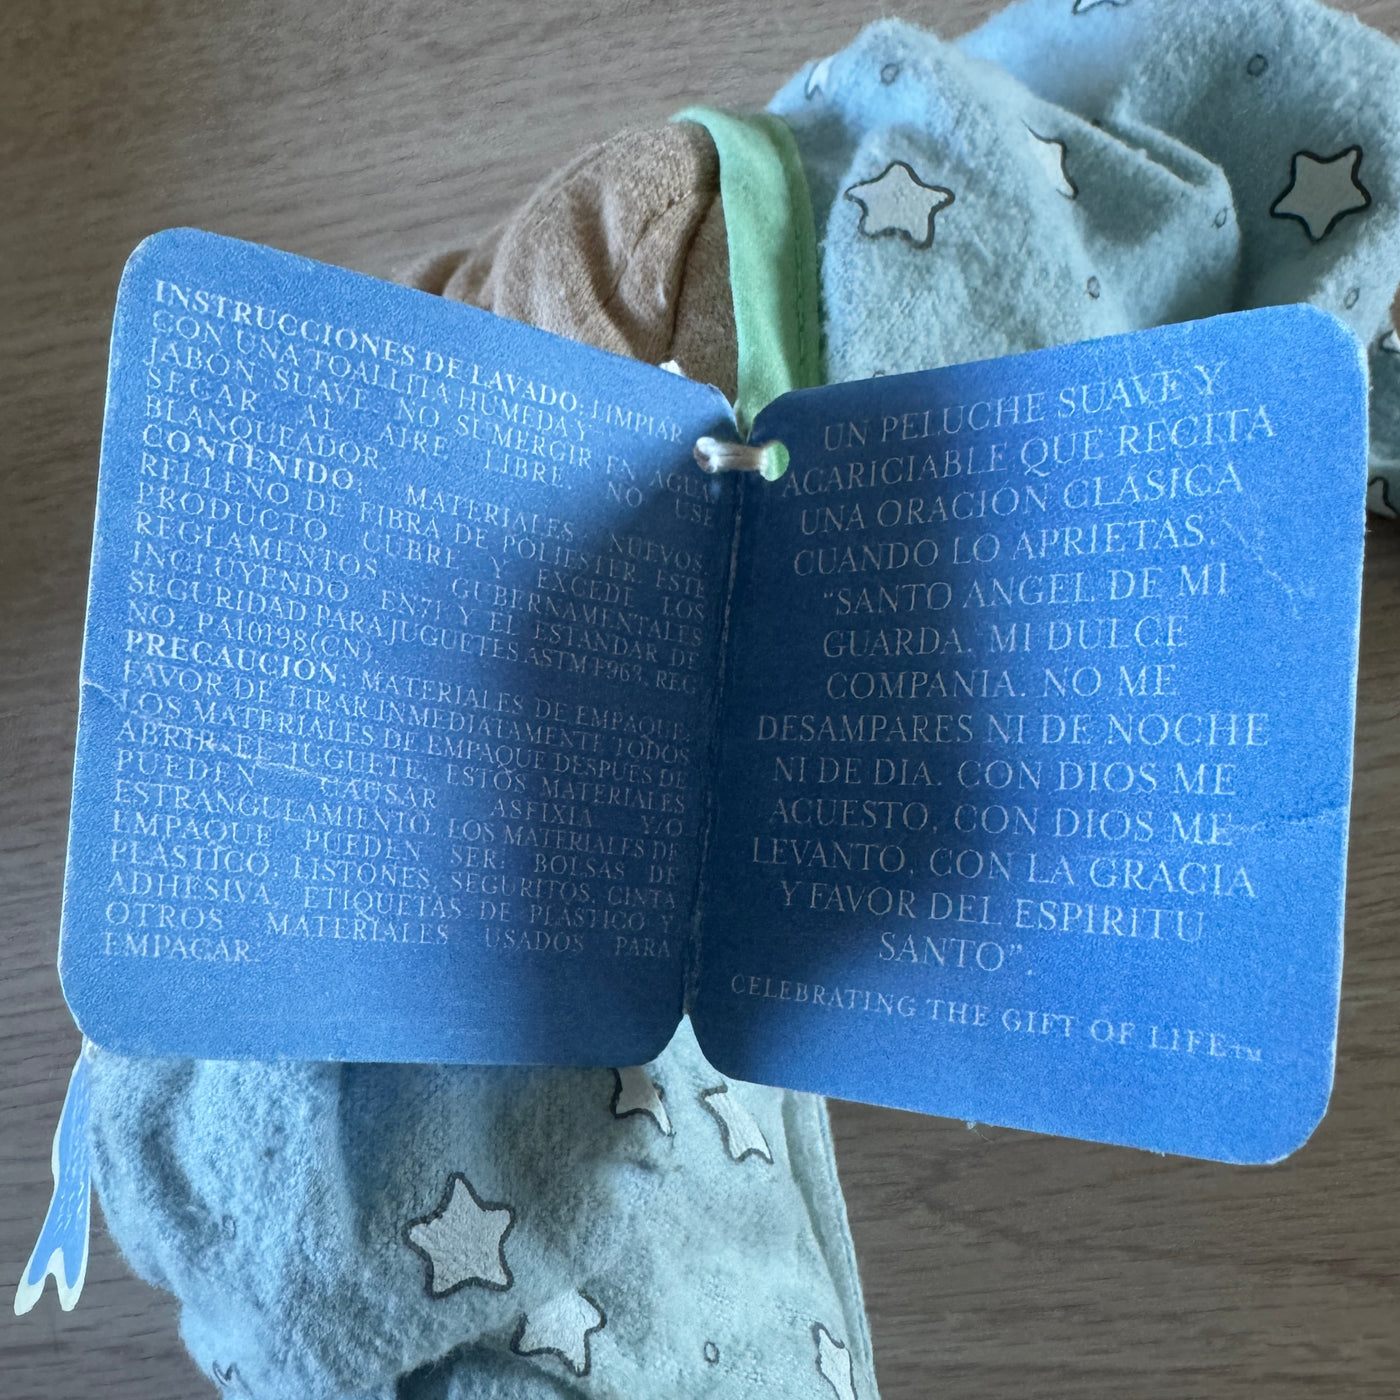 INSTRUCCIONES DE LAVADO: LIMPIAR
CON UNA TOALLITA HUMEDA Y
JABON SUAVE. NO SUMERGIR EN AGUA.
SECAR AL AIRE LIBRE. NO USE
BLANQUEADOR.
CONTENIDO: MATERIALES NUEVOS.
RELLENO DE FIBRA DE POLIESTER. ESTE
PRODUCTO CUBRE Y EXCEDE LOS
REGLAMENTOS GUBERNAMENTALES
INCLUYENDO EN71 Y EL ESTANDAR DE
SEGURIDAD PARA JUGUETES ASTM F963. REG
NO. PA10198(CN)
PRECAUCIÓN: MATERIALES DE EMPAQUE.
FAVOR DE TIRAR INMEDIATAMENTE TODOS
LOS MATERIALES DE EMPAQUE DESPUES DE
ABRIR EL JUGUETE. ESTOS MATERIALES
PUEDEN CAUSAR ASFIXIA Y/O
ESTRANGULAMIENTO. LOS MATERIALES DE
EMPAQUE PUEDEN SER: BOLSAS DE
PLASTICO, LISTONES, SEGURITOS, CINTA
ADHESIVA, ETIQUETAS DE PLASTICO Y
OTROS MATERIALES USADOS PARA
EMPACAR.
UN PELUCHE SUAVE Y
ACARICIABLE QUE RECITA
UNA ORACION CLASICA
CUANDO LO APRIETAS.
"SANTO ANGEL DE MI
GUARDA, MI DULCE
COMPANIA. NO ME
DESAMPARES NI DE NOCHE
NI DE DIA. CON DIOS ME
ACUESTO, CON DIOS ME
LEVANTO, CON LA GRACIA
Y FAVOR DEL ESPIRITU
SANTO".
CELEBRATING THE GIFT OF LIFE™